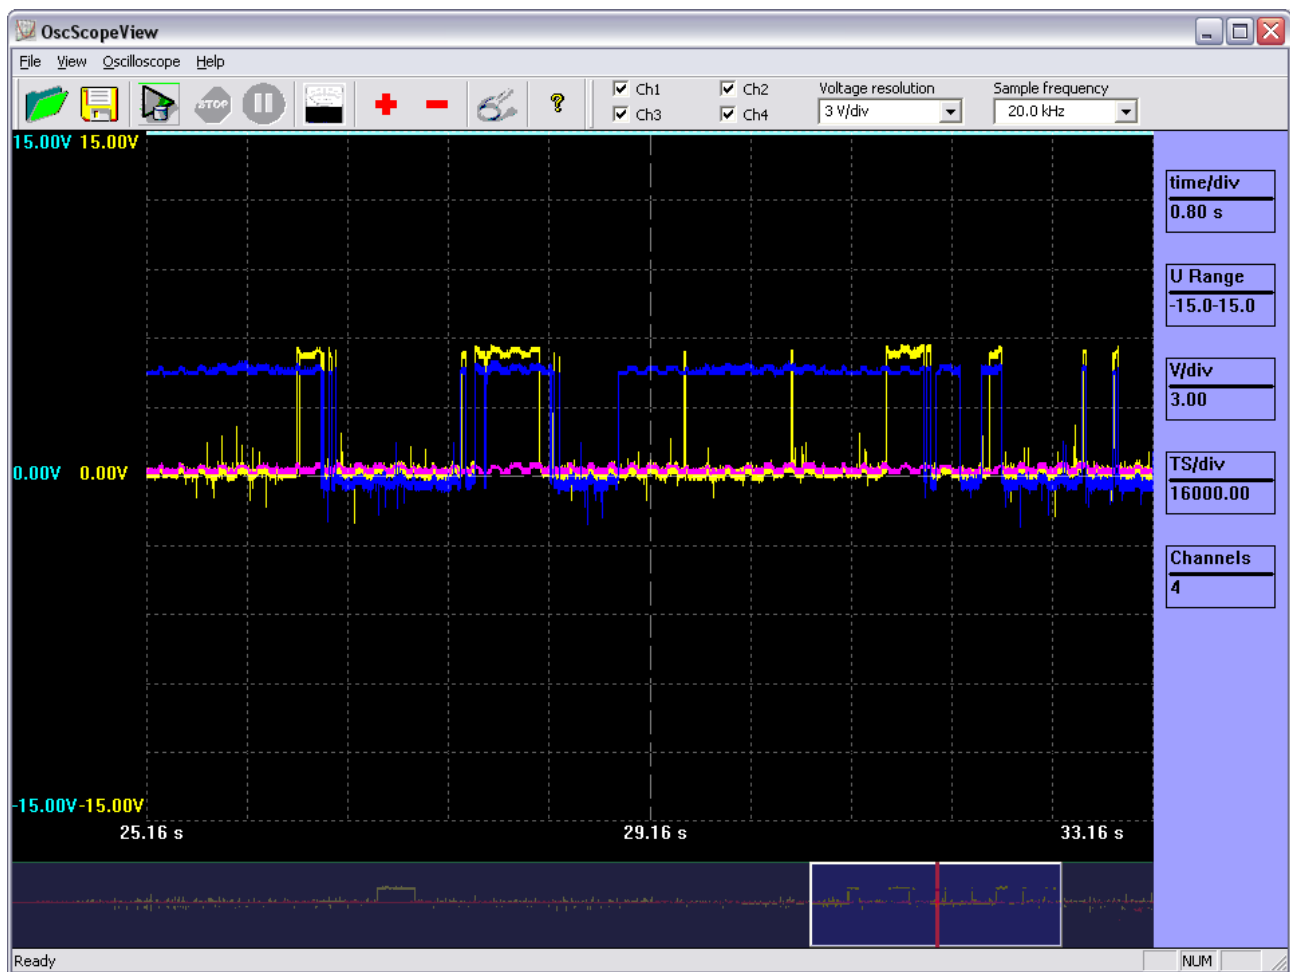 OscScopeView
File View Oscilloscope Help
STOP
Ch1 Ch2 Voltage resolution Sample frequency
Ch3 Ch4 3 V/div 20.0 kHz
15.00V 15.00V
time/div
0.80 s
U Range
-15.0-15.0
V/div
3.00
0.00V 0.00V
TS/div
16000.00
Channels
4
-15.00V -15.00V
25.16 s 29.16 s 33.16 s
Ready NUM